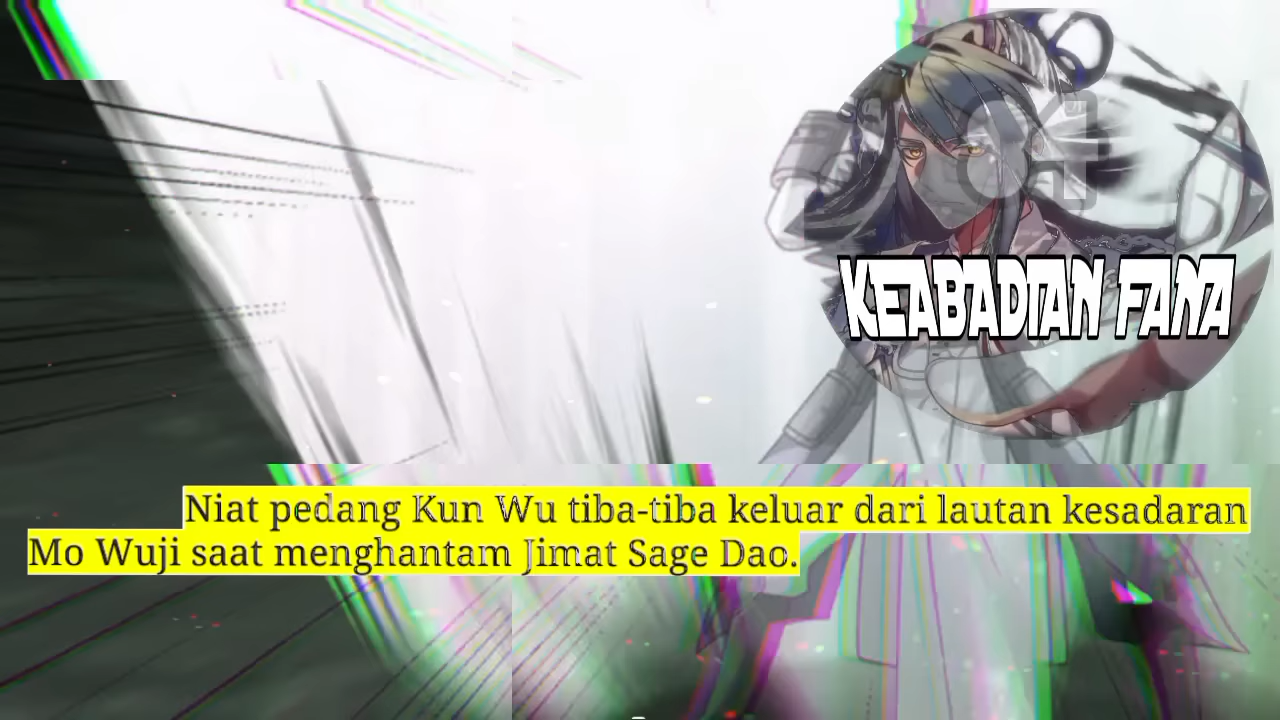 KEABADIAN FANA
Niat pedang Kun Wu tiba-tiba keluar dari lautan kesadaran
Mo Wuji saat menghantam Jimat Sage Dao.